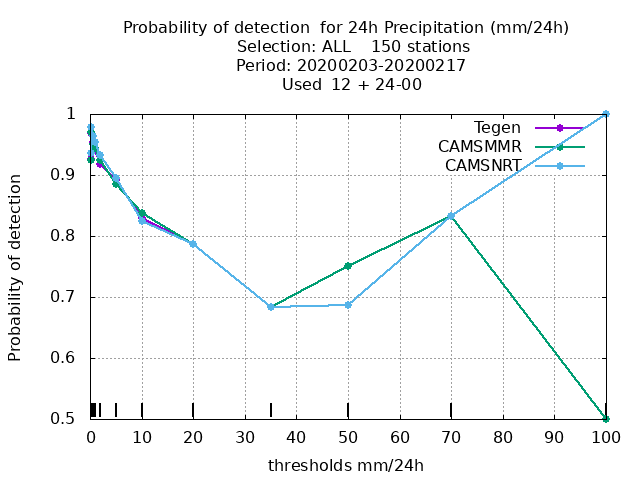 Probability of detection  for 24h Precipitation (mm/24h)
Selection: ALL    150 stations
Period: 20200203-20200217
Used  12 + 24-00
Tegen
CAMSMMR
CAMSNRT
Probability of detection
1
0.9
0.8
0.7
0.6
0.5
0 10 20 30 40 50 60 70 80 90 100
thresholds mm/24h